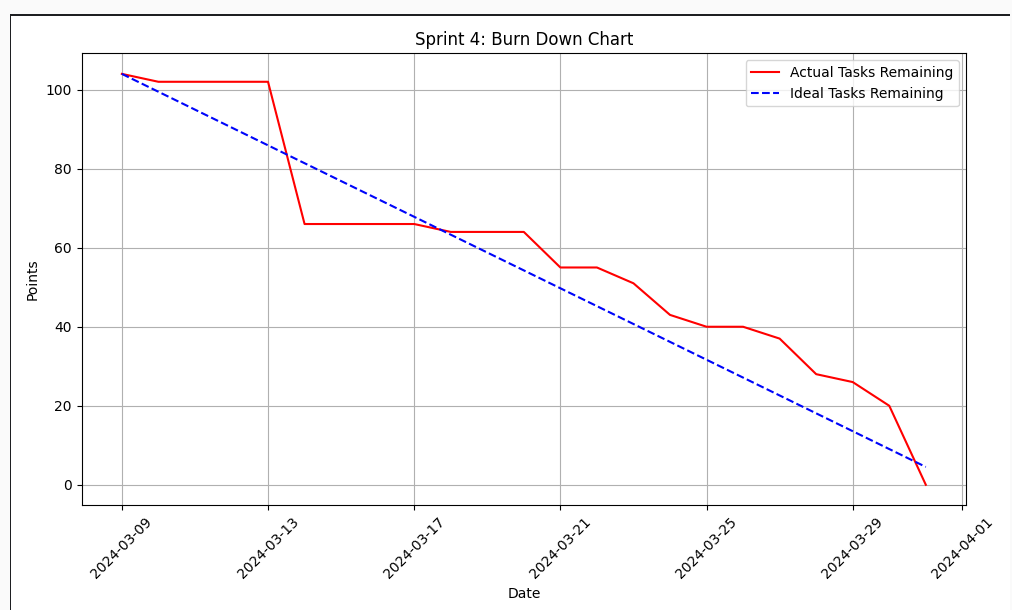 Sprint 4: Burn Down Chart
Actual Tasks Remaining
Ideal Tasks Remaining
100
80
60
40
20
0
Points
2024-03-09
2024-03-13
2024-03-17
2024-03-21
2024-03-25
2024-03-29
2024-04-01
Date